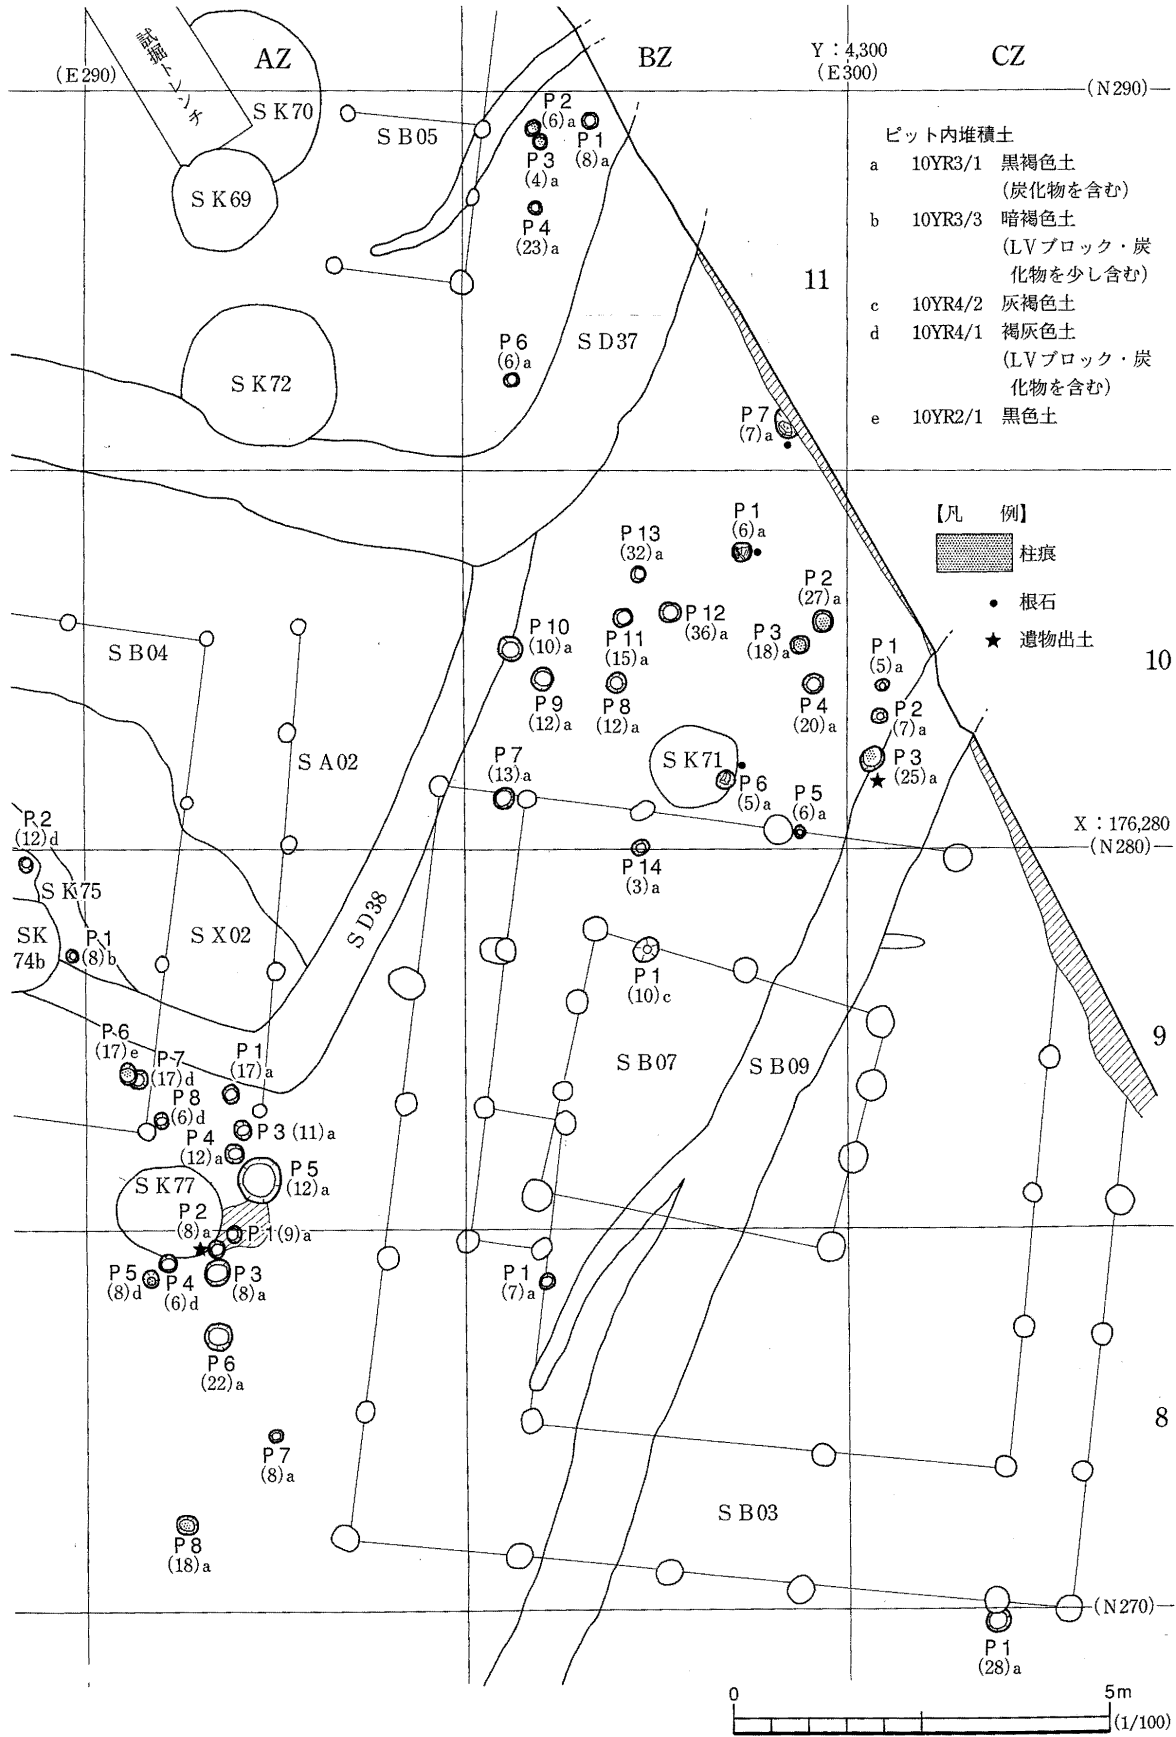 試掘トレンチ
AZ
BZ
CZ
Y：4,300
(E290)
(E300)
(N290)
SK70
SB05
SK69
P2
(6)a
P1
(8)a
P3
(4)a
P4
(23)a
ピット内堆積土
a 10YR3/1 黒褐色土
(炭化物を含む)
b 10YR3/3 暗褐色土
(LVブロック・炭
化物を少し含む)
c 10YR4/2 灰褐色土
d 10YR4/1 褐灰色土
(LVブロック・炭
化物を含む)
e 10YR2/1 黒色土
11
SD37
P6
(6)a
SK72
P7
(7)a
【凡 例】
柱痕
根石
遺物出土
P1
(6)a
P13
(32)a
P2
(27)a
P12
(36)a
P11
(15)a
P10
(10)a
P3
(18)a
P1
(5)a
10
SB04
P9
(12)a
P8
(12)a
P4
(20)a
P2
(7)a
P3
(25)a
SA02
P7
(13)a
SK71
P6
(5)a
P5
(6)a
X：176,280
(N280)
P2
(12)d
P14
(3)a
SK75
SD38
SK
74b
P1
(8)b
SX02
P1
(10)c
9
P6
(17)e
P7
(17)d
P1
(17)a
SB07
SB09
P8
(6)d
P3(11)a
P4
(12)a
P5
(12)a
SK77
P2
(8)a
P1(9)a
P5
(8)d
P4
(6)d
P3
(8)a
P1
(7)a
P6
(22)a
8
P7
(8)a
SB03
P8
(18)a
(N270)
P1
(28)a
0
5m
(1/100)